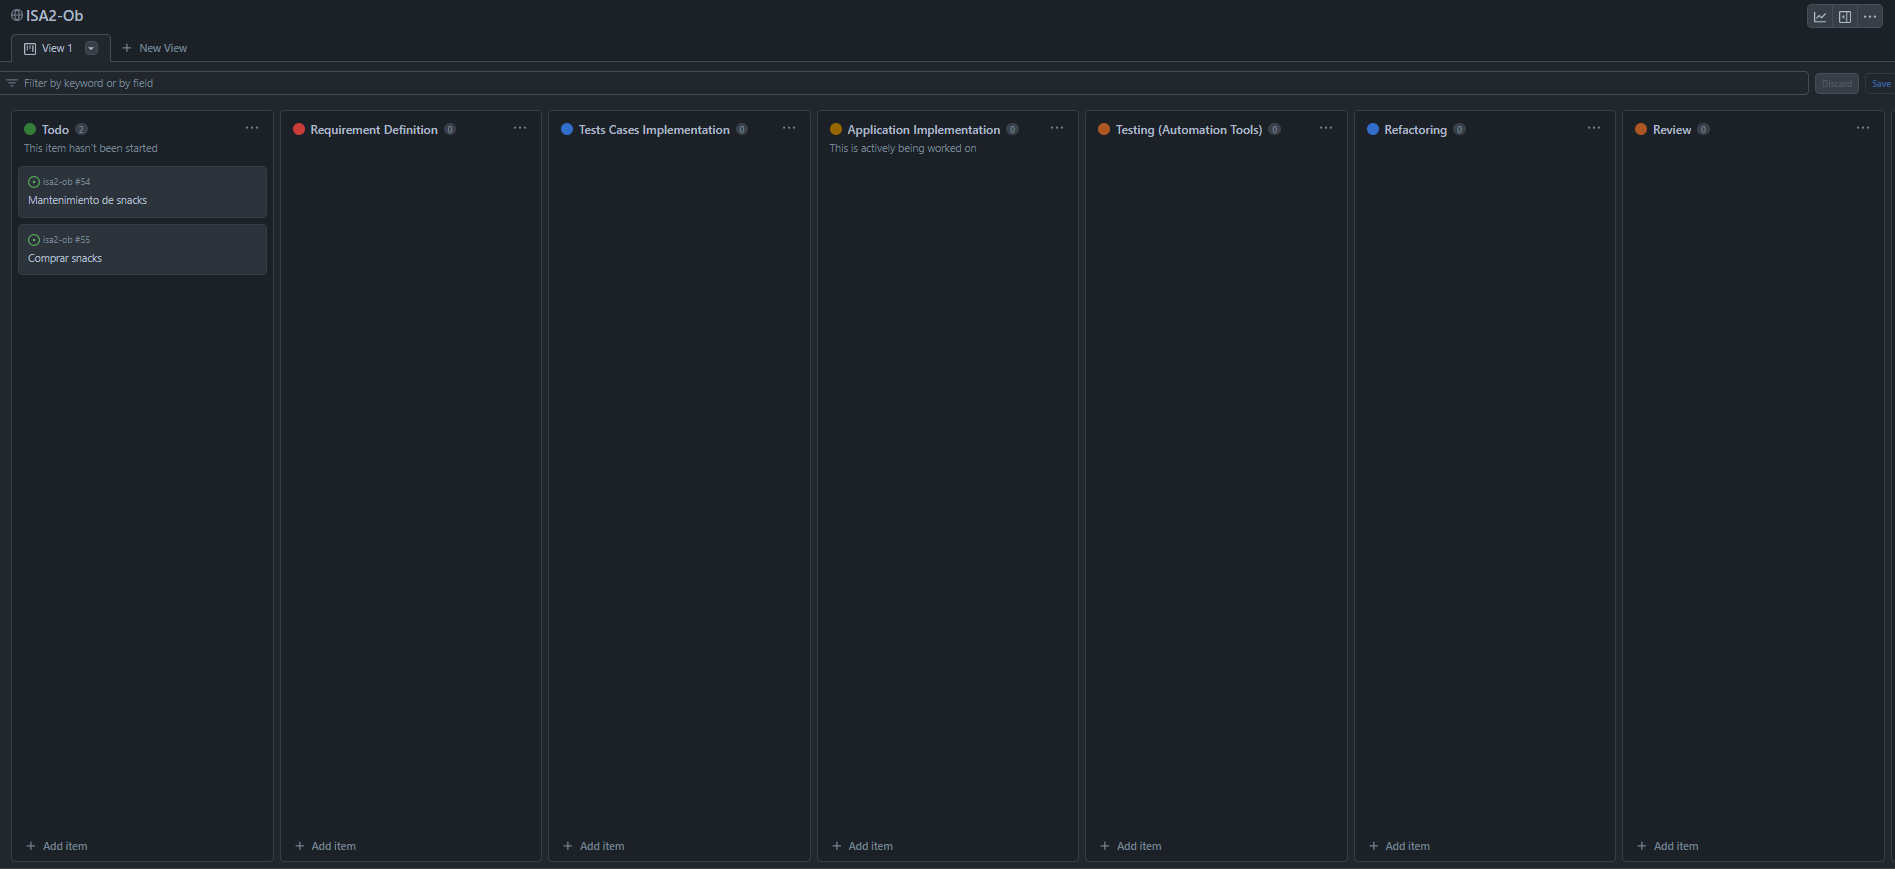 ISA2-Ob
View 1
New View
Filter by keyword or by field
Discard
Save
Todo 2
This item hasn't been started
isa2-ob #54
Mantenimiento de snacks
isa2-ob #55
Comprar snacks
Add item
Requirement Definition 0
Add item
Tests Cases Implementation 0
Add item
Application Implementation 0
This is actively being worked on
Add item
Testing (Automation Tools) 0
Add item
Refactoring 0
Add item
Review 0
Add item